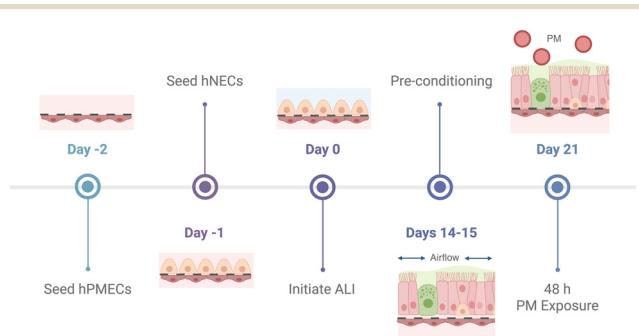 PM
Seed hNECs
Pre-conditioning
Day -2
Day 0
Day 21
Day -1
Days 14-15
Airflow
Seed hPMECs
Initiate ALI
48 h
PM Exposure